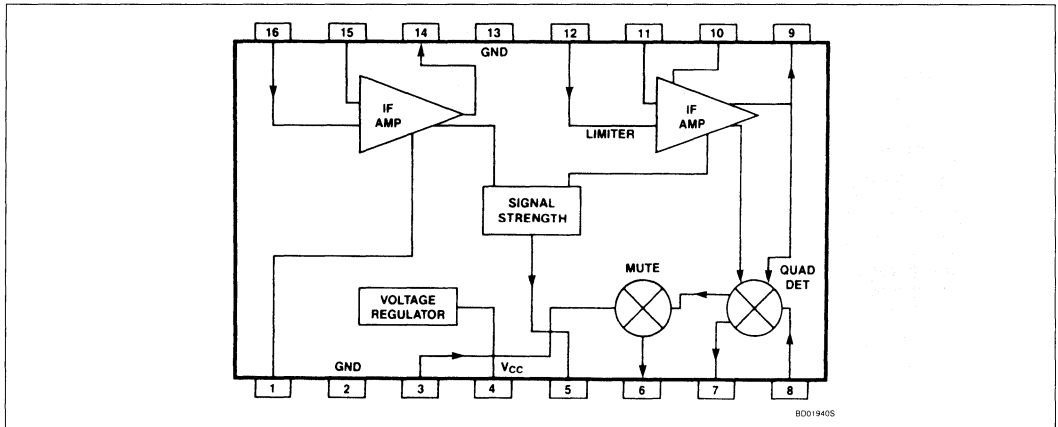 16 15 14 13 12 11 10 9
GND
IF
AMP
IF
AMP
LIMITER
SIGNAL
STRENGTH
MUTE
QUAD
DET
VOLTAGE
REGULATOR
GND
VCC
1 2 3 4 5 6 7 8
BD01940S